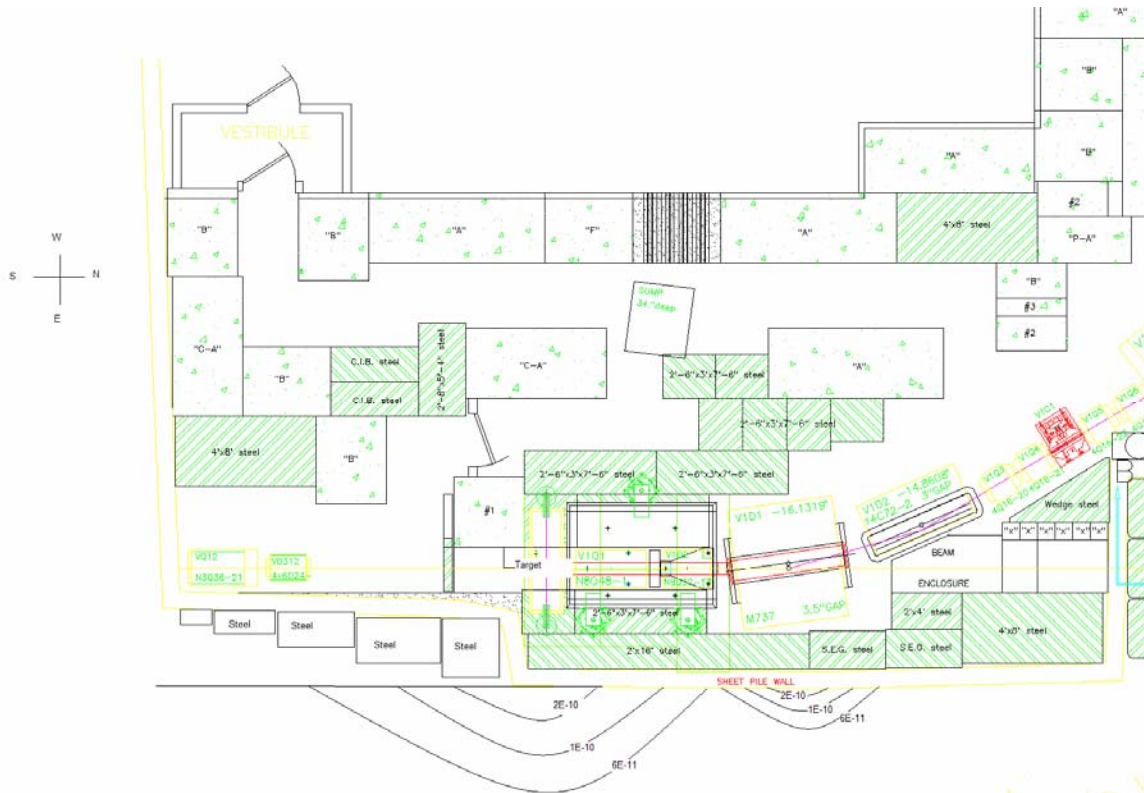 "A"
"B"
VESTIBULE
"B"
"A"
#2
W
S
N
E
"B"
"B"
"A"
"F"
"A"
4'x8' steel
"P-A"
"B"
#3
#2
SUMP
"C-A"
"B"
C.I.B. steel
C.I.B. steel
"C-A"
2'-6"x3'x7'-6" steel
"A"
2'-6"x3'x7'-6" steel
4'x8' steel
"B"
2'-6"x3'x7'-6" steel
2'-6"x3'x7'-6" steel
V1Q1
V1Q5
V1Q6
V1Q4
V1Q3
#1
V1D1 -16.1319°
V1D2 -14.8608°
14C72-2
3"GAP
Wedge steel
"x" "x" "x" "x" "x"
B
Target
V1Q1
N8048-1
BEAM
ENCLOSURE
N3036-21
M737 3.5"GAP
2'-6"x3'x7'-6" steel
2'x4' steel
4'x8' steel
Steel
Steel
Steel
Steel
2'x16' steel
S.E.G. steel
S.E.G. steel
SHEET PILE WALL
2E-10
2E-10
1E-10
1E-10
6E-11
6E-11